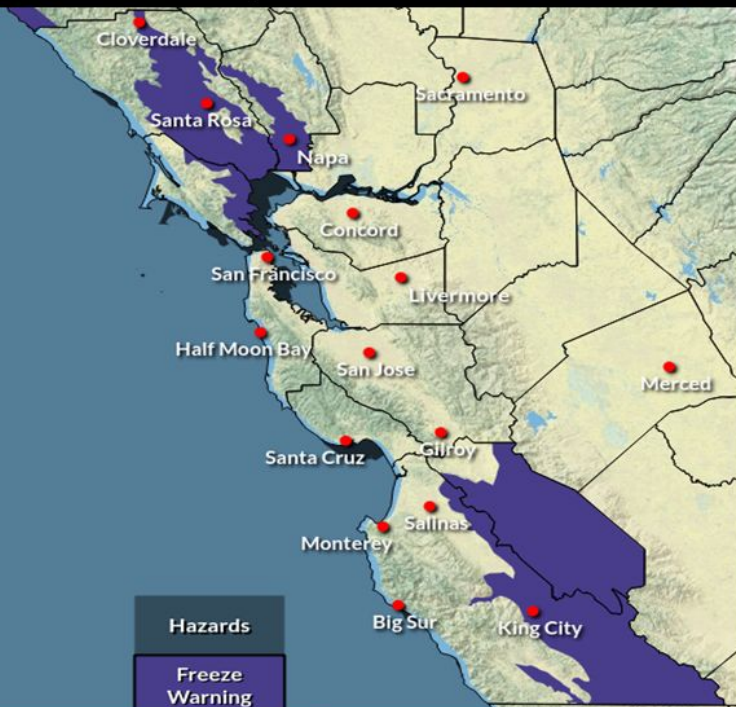 Cloverdale
Sacramento
Santa Rosa
Napa
Concord
San Francisco
Livermore
Half Moon Bay
San Jose
Merced
Gilroy
Santa Cruz
Salinas
Monterey
Big Sur
King City
Hazards
Freeze
Warning